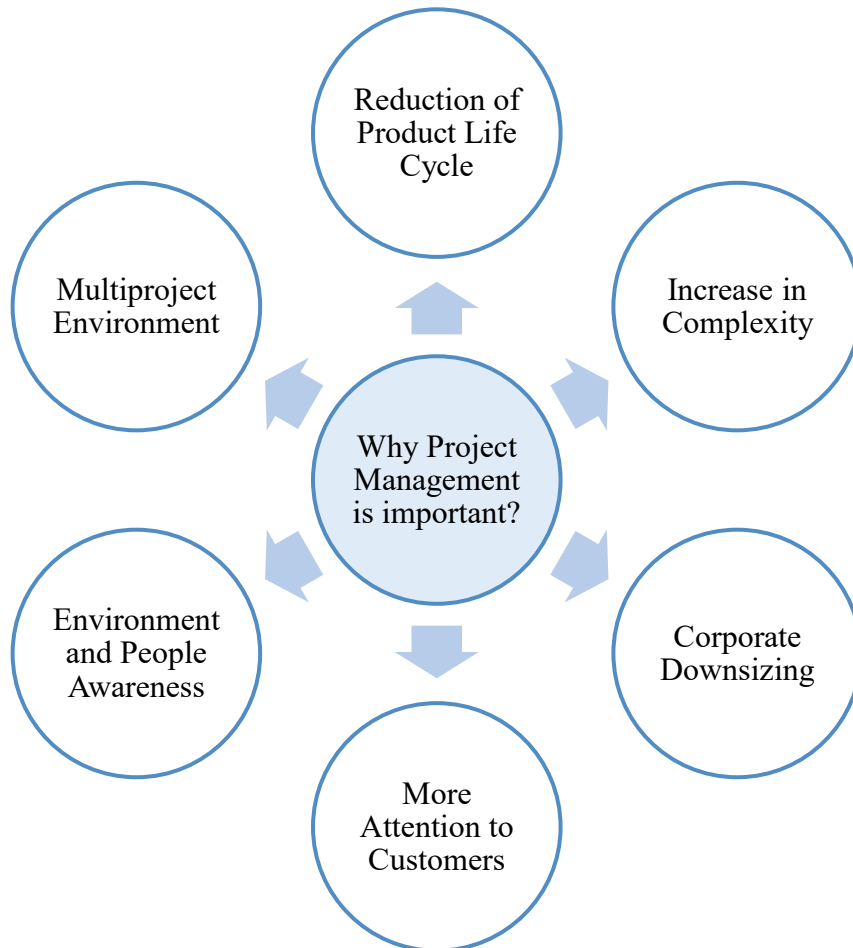 Reduction of
Product Life
Cycle
Multiproject
Environment
Increase in
Complexity
Why Project
Management
is important?
Environment
and People
Awareness
Corporate
Downsizing
More
Attention to
Customers